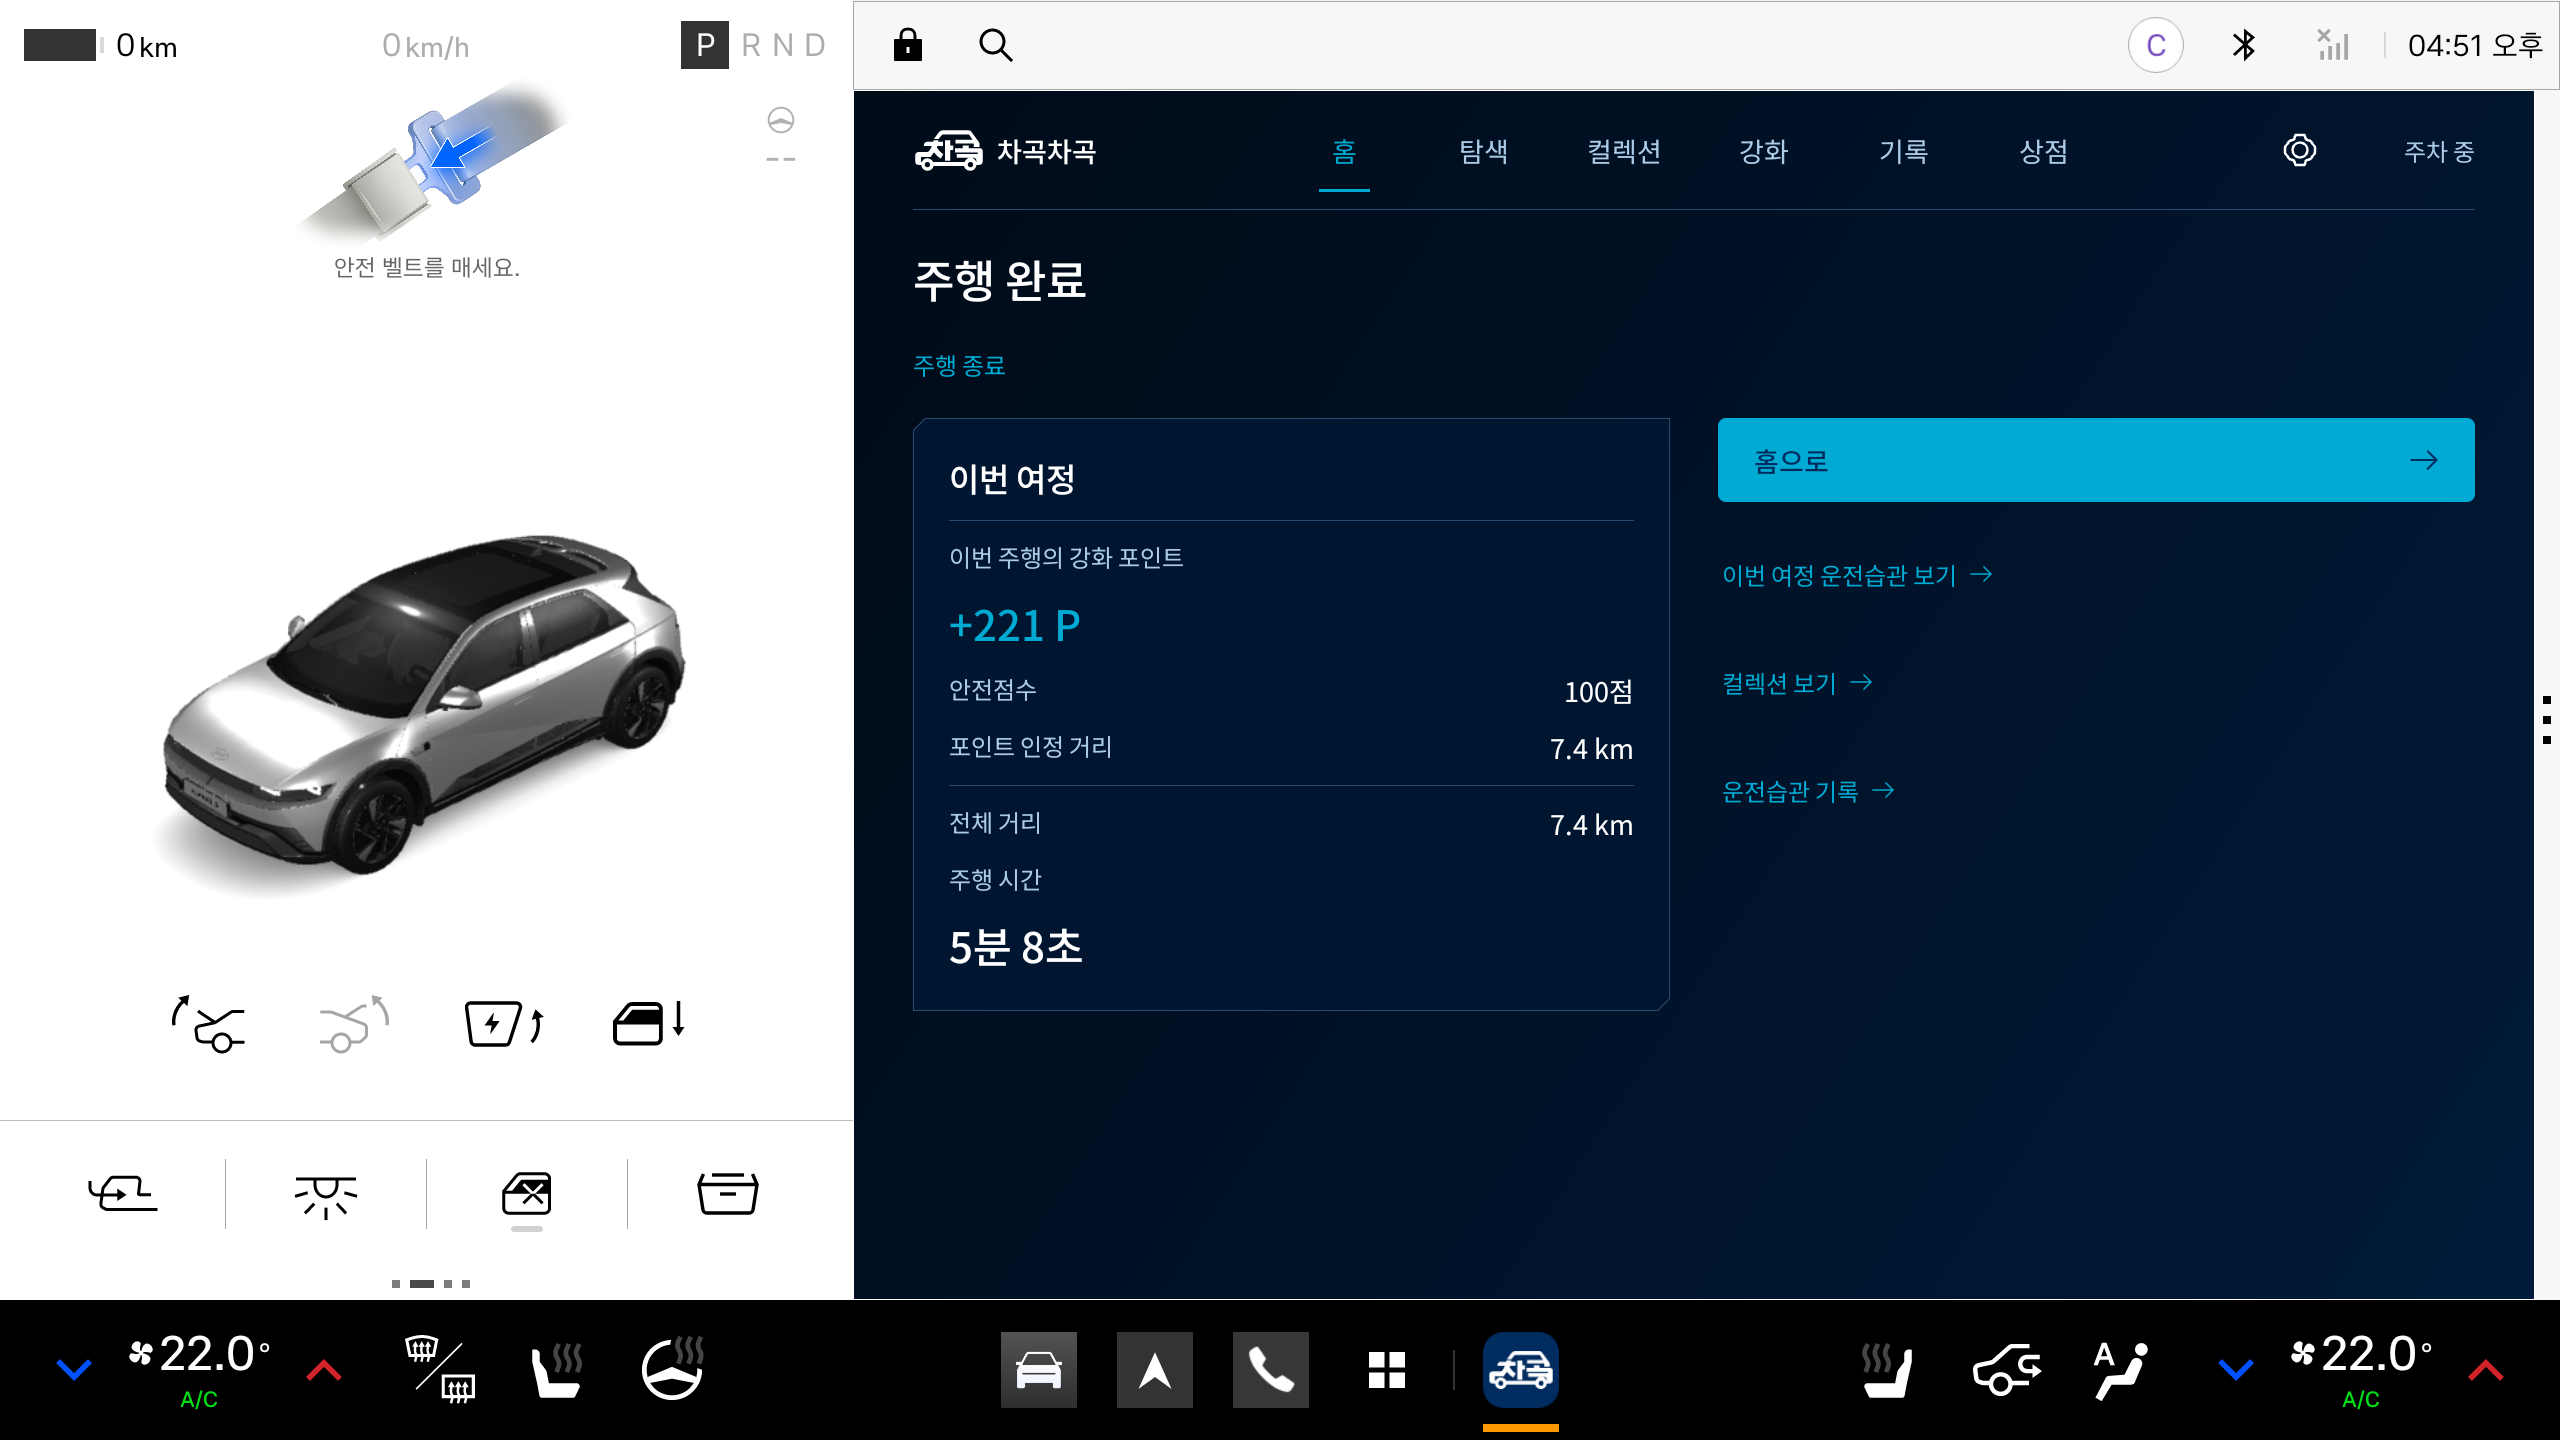 0 km
0 km/h
P R N D
C
04:51 오후
안전 벨트를 매세요.
차곡 차곡차곡
홈
탐색
컬렉션
강화
기록
상점
주차 중
주행 완료
주행 종료
이번 여정
이번 주행의 강화 포인트
+221 P
안전점수 100점
포인트 인정 거리 7.4 km
전체 거리 7.4 km
주행 시간
5분 8초
홈으로
이번 여정 운전습관 보기
컬렉션 보기
운전습관 기록
22.0°
A/C
차곡
A
22.0°
A/C